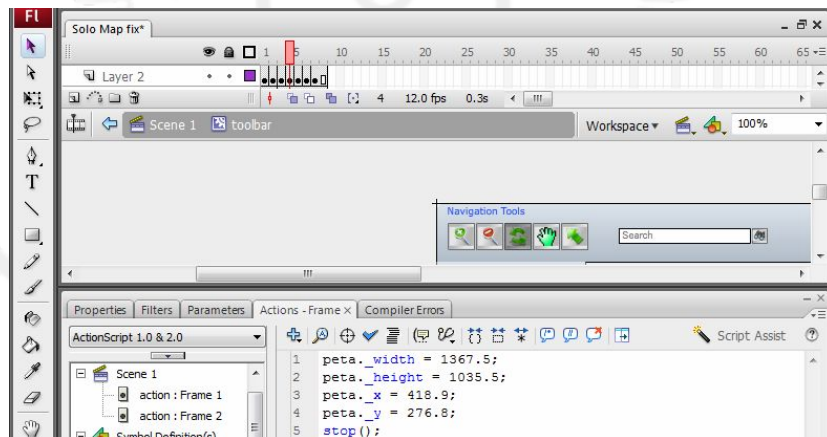 Fl
Solo Map fix*
1 5 10 15 20 25 30 35 40 45 50 55 60 65
Layer 2
4 12.0 fps 0.3s
Scene 1 toolbar Workspace 100%
T
Navigation Tools
Search
Properties Filters Parameters Actions - Frame × Compiler Errors
ActionScript 1.0 & 2.0 Script Assist
1 peta._width = 1367.5;
2 peta._height = 1035.5;
3 peta._x = 418.9;
4 peta._y = 276.8;
5 stop();
Scene 1
action : Frame 1
action : Frame 2
Symbol Definition(s)